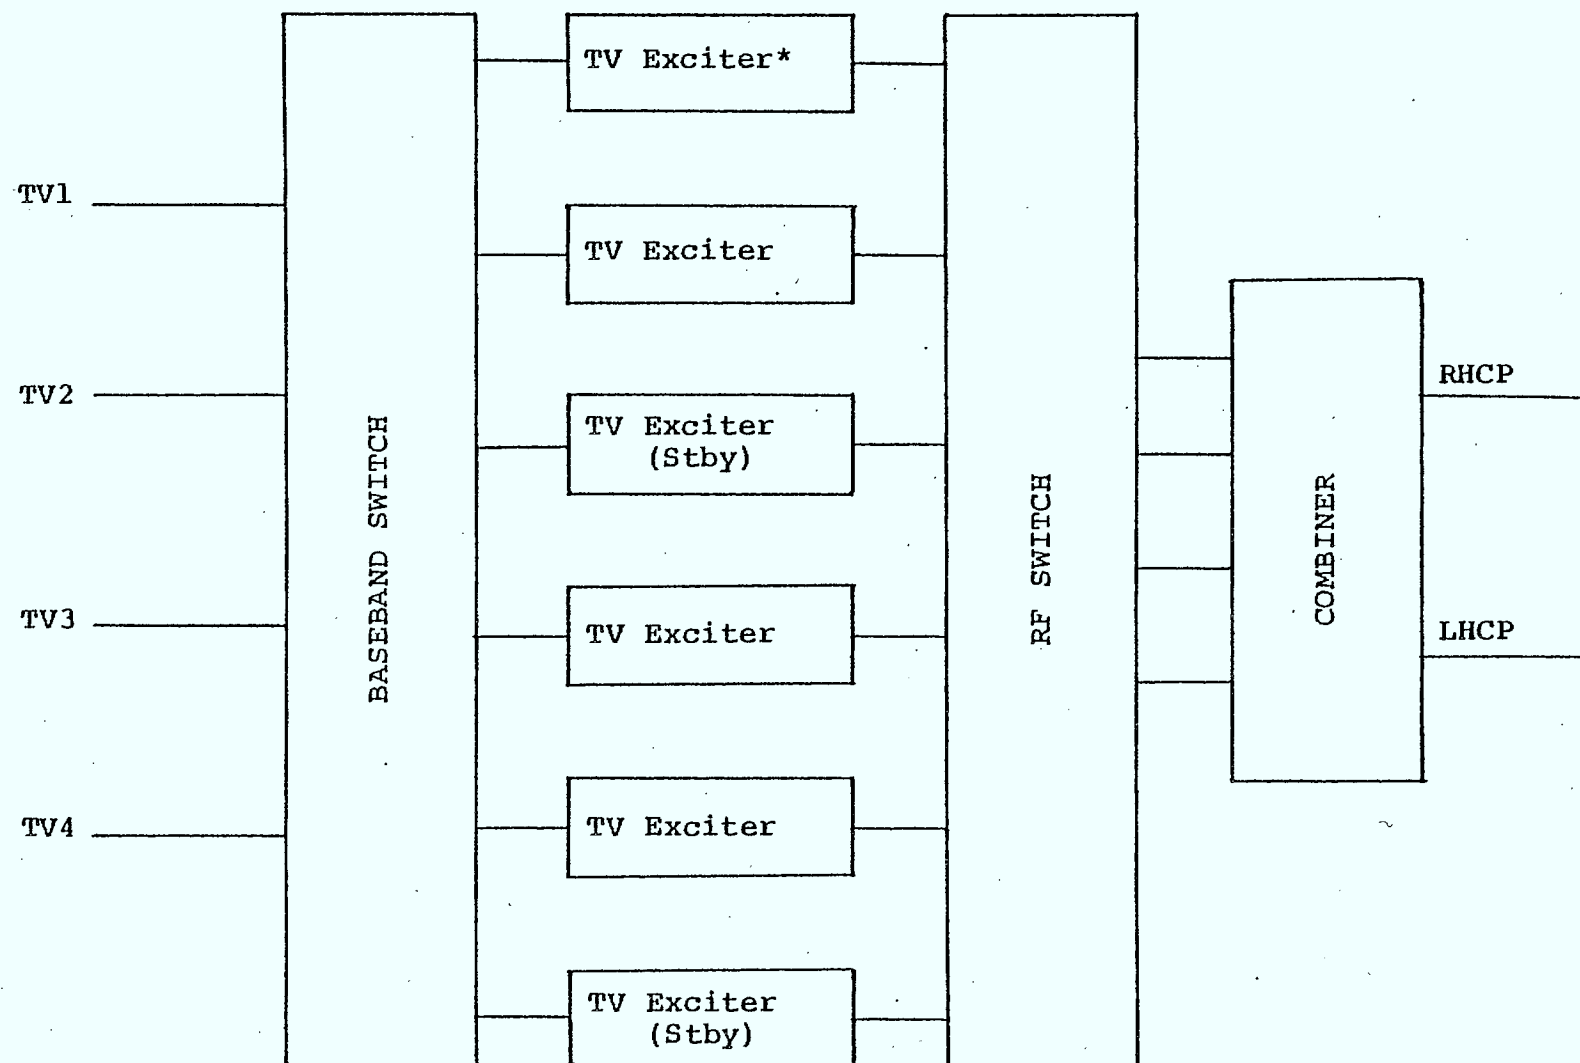 TV1
TV2
TV3
TV4
BASEBAND SWITCH
TV Exciter*
TV Exciter
TV Exciter
(Stby)
TV Exciter
TV Exciter
TV Exciter
(Stby)
RF SWITCH
COMBINER
RHCP
LHCP